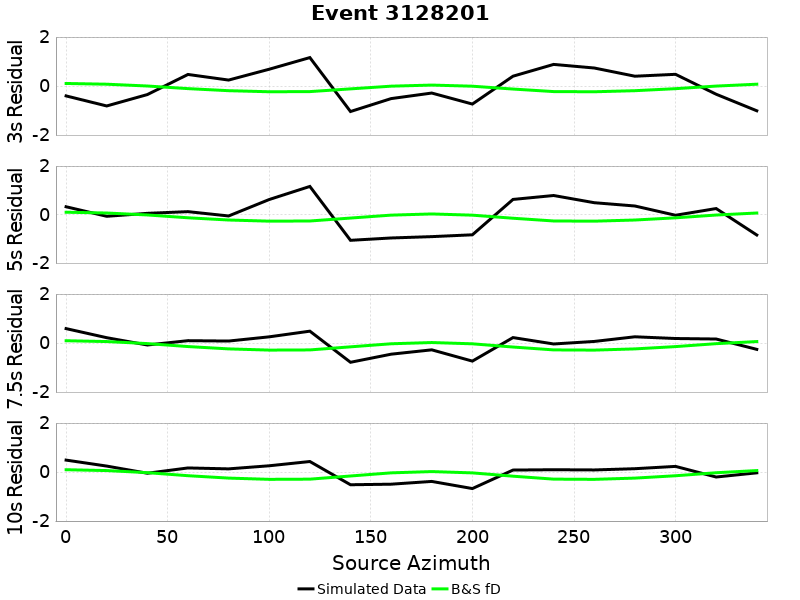 Event 3128201
3s Residual
2
0
-2
5s Residual
2
0
-2
7.5s Residual
2
0
-2
10s Residual
2
0
-2
0 50 100 150 200 250 300
Source Azimuth
Simulated Data B&S fD